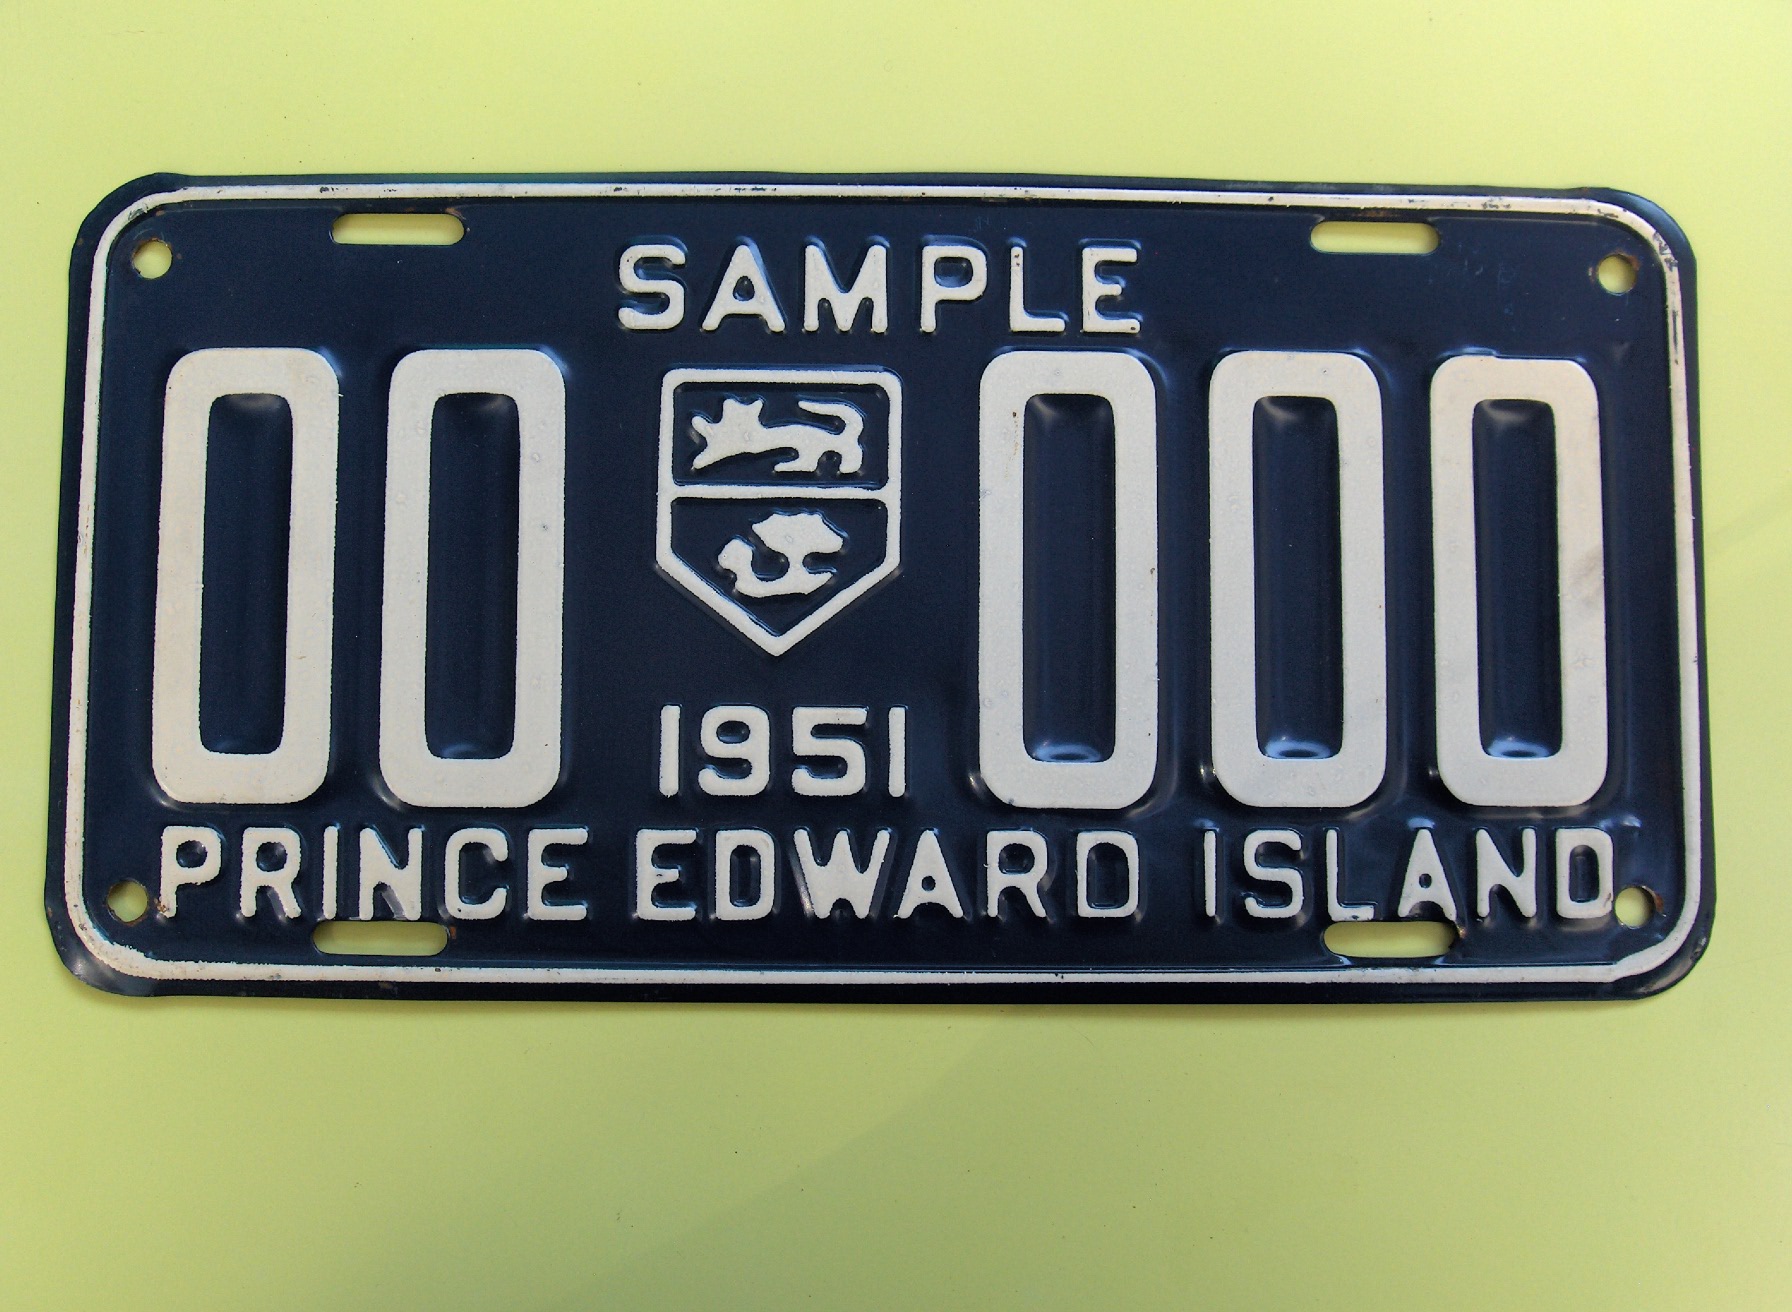 SAMPLE
00 000
1951
PRINCE EDWARD ISLAND